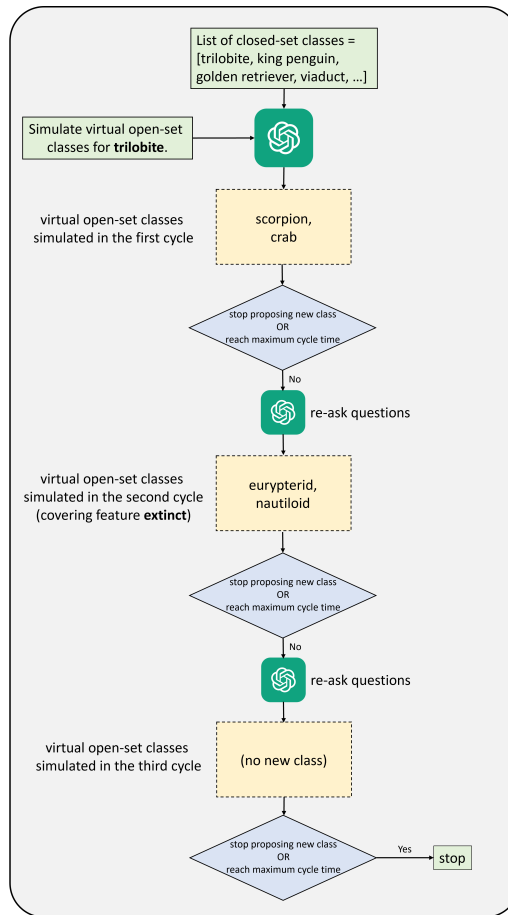 List of closed-set classes =
[trilobite, king penguin,
golden retriever, viaduct, ...]
Simulate virtual open-set
classes for trilobite.
virtual open-set classes
simulated in the first cycle
scorpion,
crab
stop proposing new class
OR
reach maximum cycle time
No
re-ask questions
virtual open-set classes
simulated in the second cycle
(covering feature extinct)
eurypterid,
nautiloid
stop proposing new class
OR
reach maximum cycle time
No
re-ask questions
virtual open-set classes
simulated in the third cycle
(no new class)
stop proposing new class
OR
reach maximum cycle time
Yes
stop